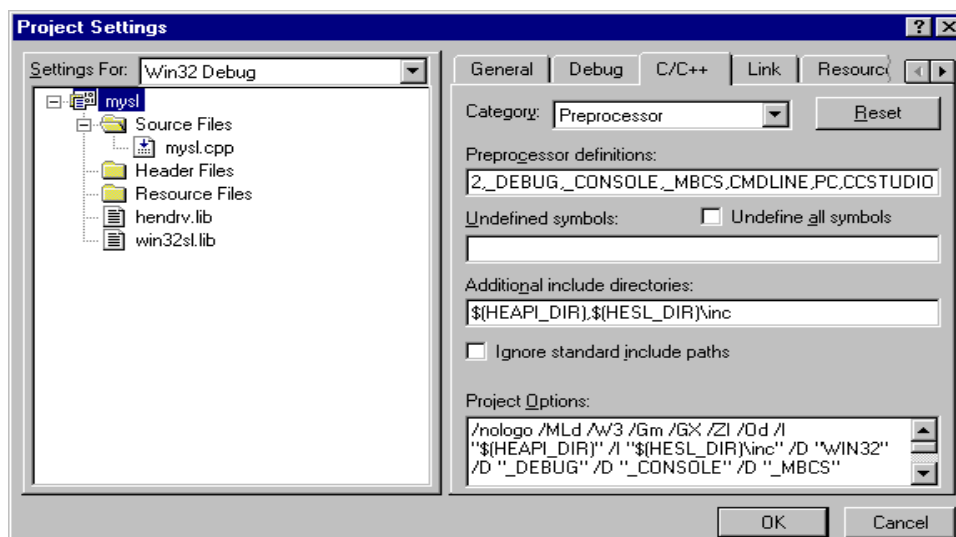 Project Settings
Settings For: Win32 Debug
mysl
Source Files
mysl.cpp
Header Files
Resource Files
hendrv.lib
win32sl.lib
General Debug C/C++ Link Resourc
Category: Preprocessor Reset
Preprocessor definitions:
2,_DEBUG,_CONSOLE,_MBCS,CMDLINE,PC,CCSTUDIO
Undefined symbols: Undefine all symbols
Additional include directories:
$(HEAPI_DIR),$(HESL_DIR)\inc
Ignore standard include paths
Project Options:
/nologo /MLd /W3 /Gm /GX /ZI /Od /I
"$(HEAPI_DIR)" /I "$(HESL_DIR)\inc" /D "WIN32"
/D "_DEBUG" /D "_CONSOLE" /D "_MBCS"
OK Cancel